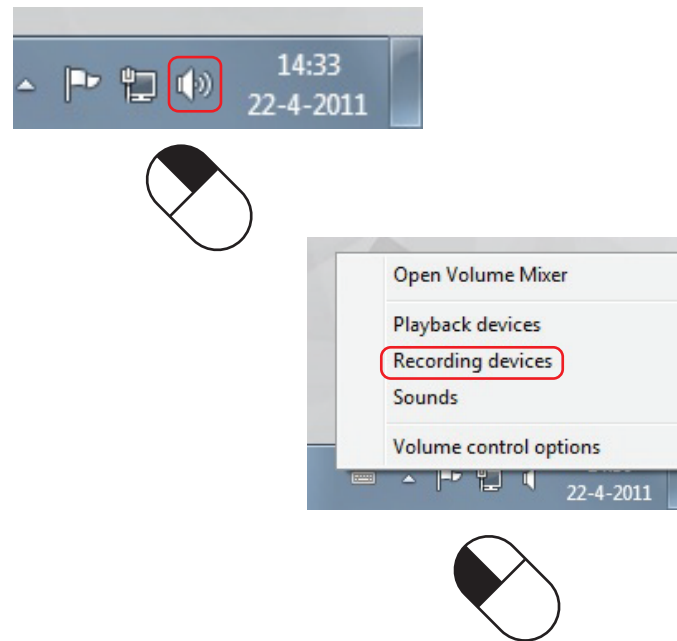 14:33
22-4-2011
Open Volume Mixer
Playback devices
Recording devices
Sounds
Volume control options
22-4-2011